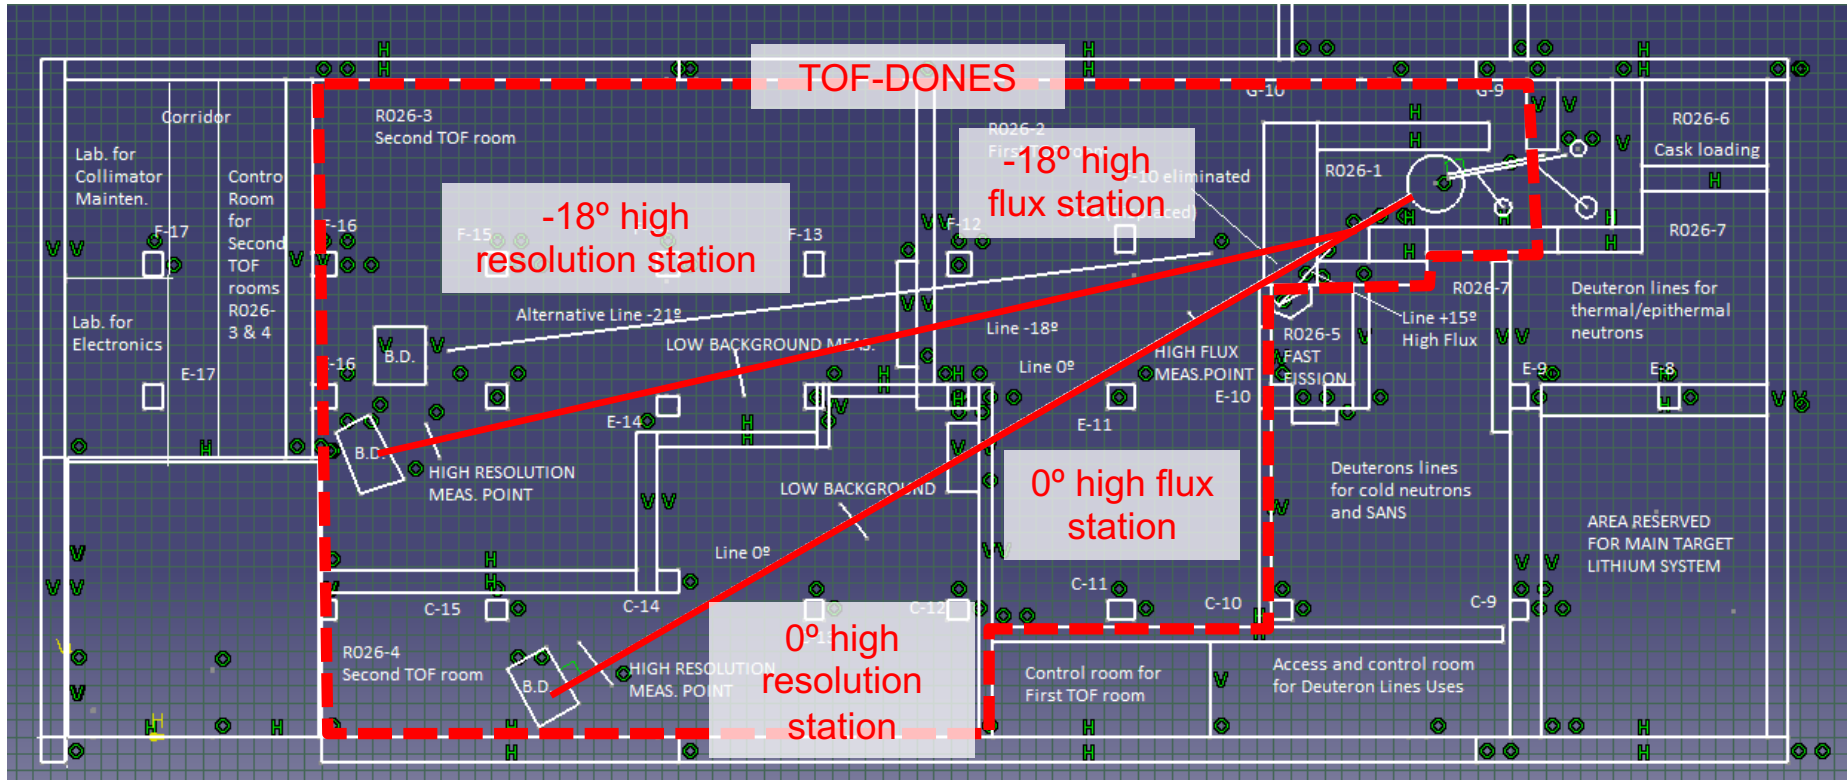 TOF-DONES
Corridor
R026-3
Second TOF room
R026-2
G-10
G-9
R026-6
Cask loading
Lab. for
Collimator
Mainten.
Control
Room
for
Second
TOF
rooms
R026-
3 & 4
-18º high
flux station
eliminated
R026-1
-18º high
resolution station
F-17
F-16
F-15
F-13
F-12
R026-7
Lab. for
Electronics
Alternative Line -21º
LOW BACKGROUND MEAS.
Line -18º
Line 0º
HIGH FLUX
MEAS.POINT
R026-5
FAST
FISSION
Line +15º
High Flux
R026-7
Deuteron lines for
thermal/epithermal
neutrons
B.D.
E-17
E-16
E-14
E-11
E-10
E-9
E-8
B.D.
HIGH RESOLUTION
MEAS. POINT
LOW BACKGROUND
0º high flux
station
Deuterons lines
for cold neutrons
and SANS
AREA RESERVED
FOR MAIN TARGET
LITHIUM SYSTEM
Line 0º
C-15
C-14
C-12
C-11
C-10
C-9
0º high
resolution
station
R026-4
Second TOF room
B.D.
HIGH RESOLUTION
MEAS. POINT
Control room for
First TOF room
Access and control room
for Deuteron Lines Uses